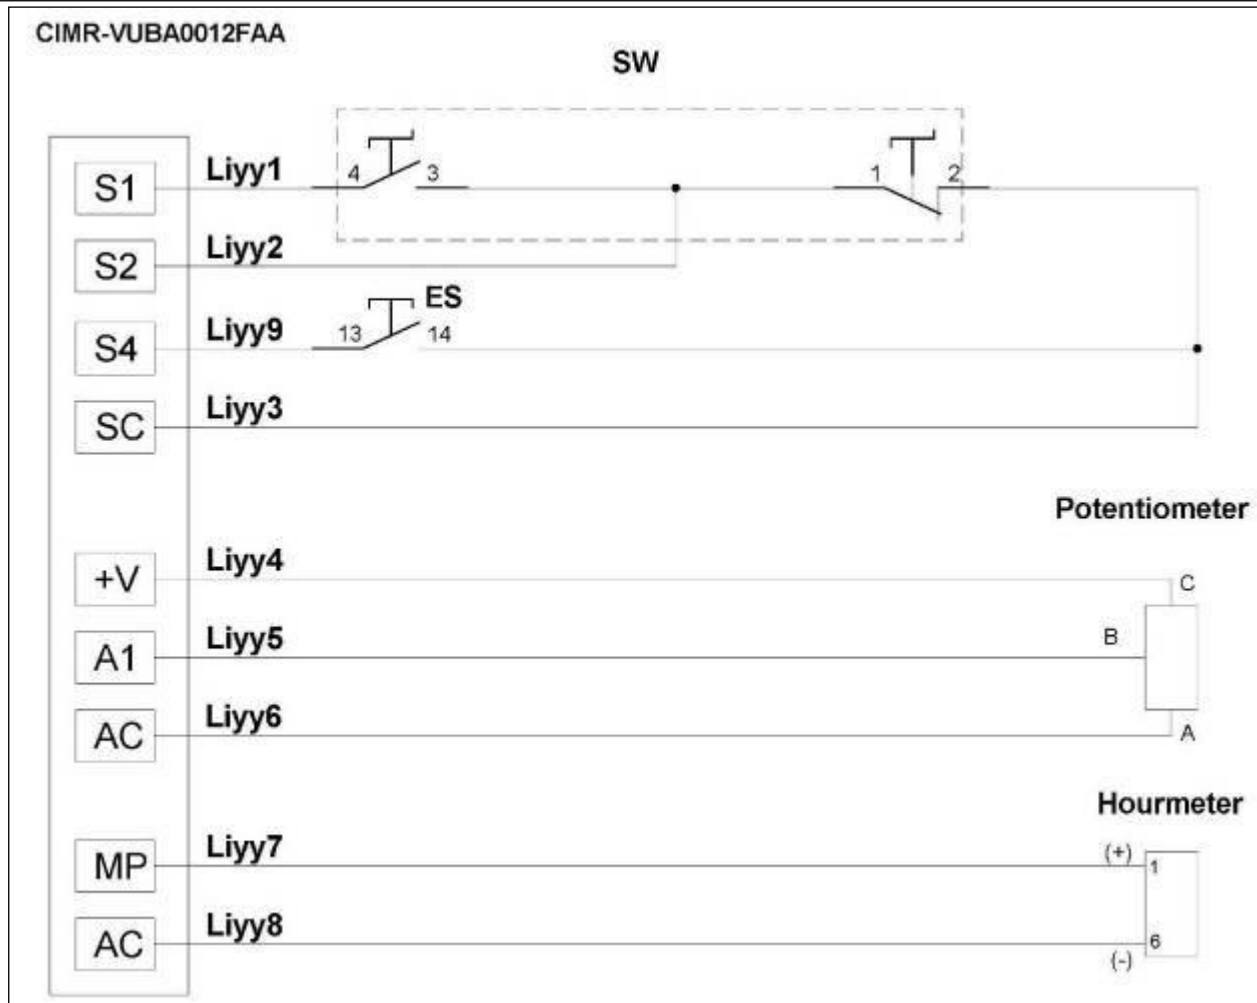 CIMR-VUBA0012FAA
SW
S1 Liyy1 4 3 1 2
S2 Liyy2
S4 Liyy9 13 14 ES
SC Liyy3
Potentiometer
+V Liyy4 C
A1 Liyy5 B
AC Liyy6 A
Hourmeter
MP Liyy7 (+) 1
AC Liyy8 6
(-)